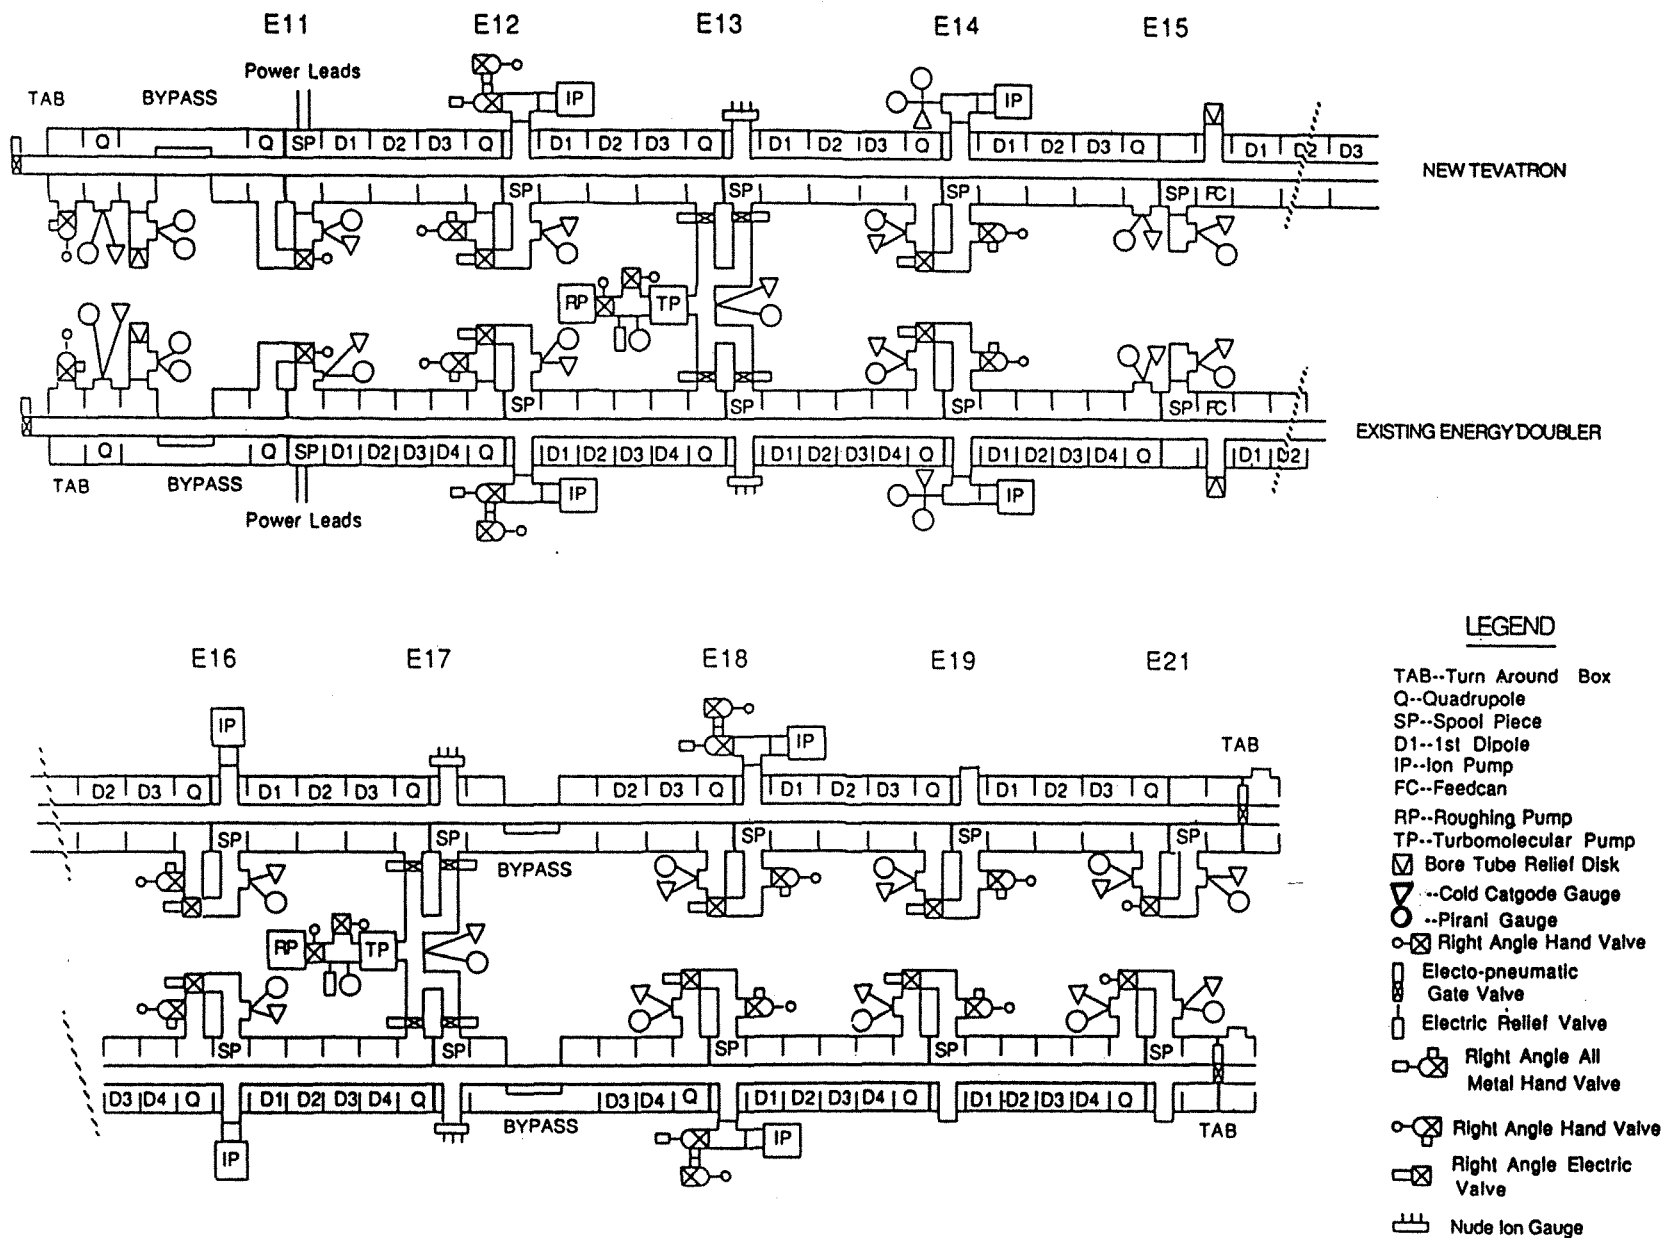 E11 E12 E13 E14 E15
Power Leads
TAB BYPASS
IP IP
Q Q SP D1 D2 D3 Q D1 D2 D3 Q D1 D2 D3 Q D1 D2 D3 Q D1 D2 D3
NEW TEVATRON
SP SP SP SP FC
RP TP
SP SP SP SP FC
EXISTING ENERGY DOUBLER
Q Q SP D1 D2 D3 D4 Q D1 D2 D3 D4 Q D1 D2 D3 D4 Q D1 D2 D3 D4 Q D1 D2
TAB BYPASS
IP IP
Power Leads
E16 E17 E18 E19 E21
IP
IP TAB
D2 D3 Q D1 D2 D3 Q D2 D3 Q D1 D2 D3 Q D1 D2 D3 Q
SP SP SP SP SP
BYPASS
RP TP
SP SP SP SP SP
D3 D4 Q D1 D2 D3 D4 Q D3 D4 Q D1 D2 D3 D4 Q D1 D2 D3 D4 Q
BYPASS TAB
IP
IP
LEGEND
TAB--Turn Around Box
Q--Quadrupole
SP--Spool Piece
D1--1st Dipole
IP--Ion Pump
FC--Feedcan
RP--Roughing Pump
TP--Turbomolecular Pump
Bore Tube Relief Disk
--Cold Catgode Gauge
--Pirani Gauge
Right Angle Hand Valve
Electo-pneumatic
Gate Valve
Electric Relief Valve
Right Angle All
Metal Hand Valve
Right Angle Hand Valve
Right Angle Electric
Valve
Nude Ion Gauge